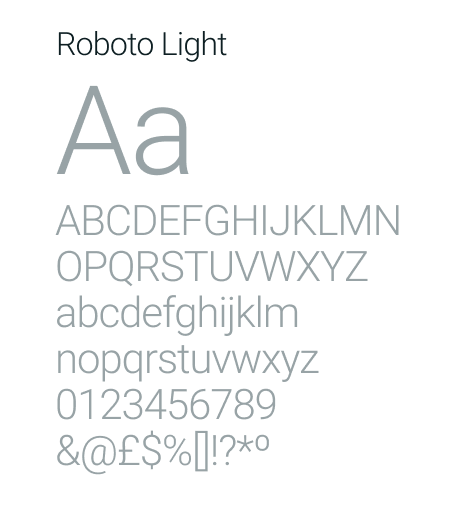 Roboto Light
Aa
ABCDEFGHIJKLMN
OPQRSTUVWXYZ
abcdefghijklm
nopqrstuvwxyz
0123456789
&@£$%[]!?*º